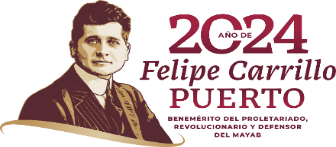 2024
AÑO DE
Felipe Carrillo
PUERTO
BENEMÉRITO DEL PROLETARIADO,
REVOLUCIONARIO Y DEFENSOR
DEL MAYAB